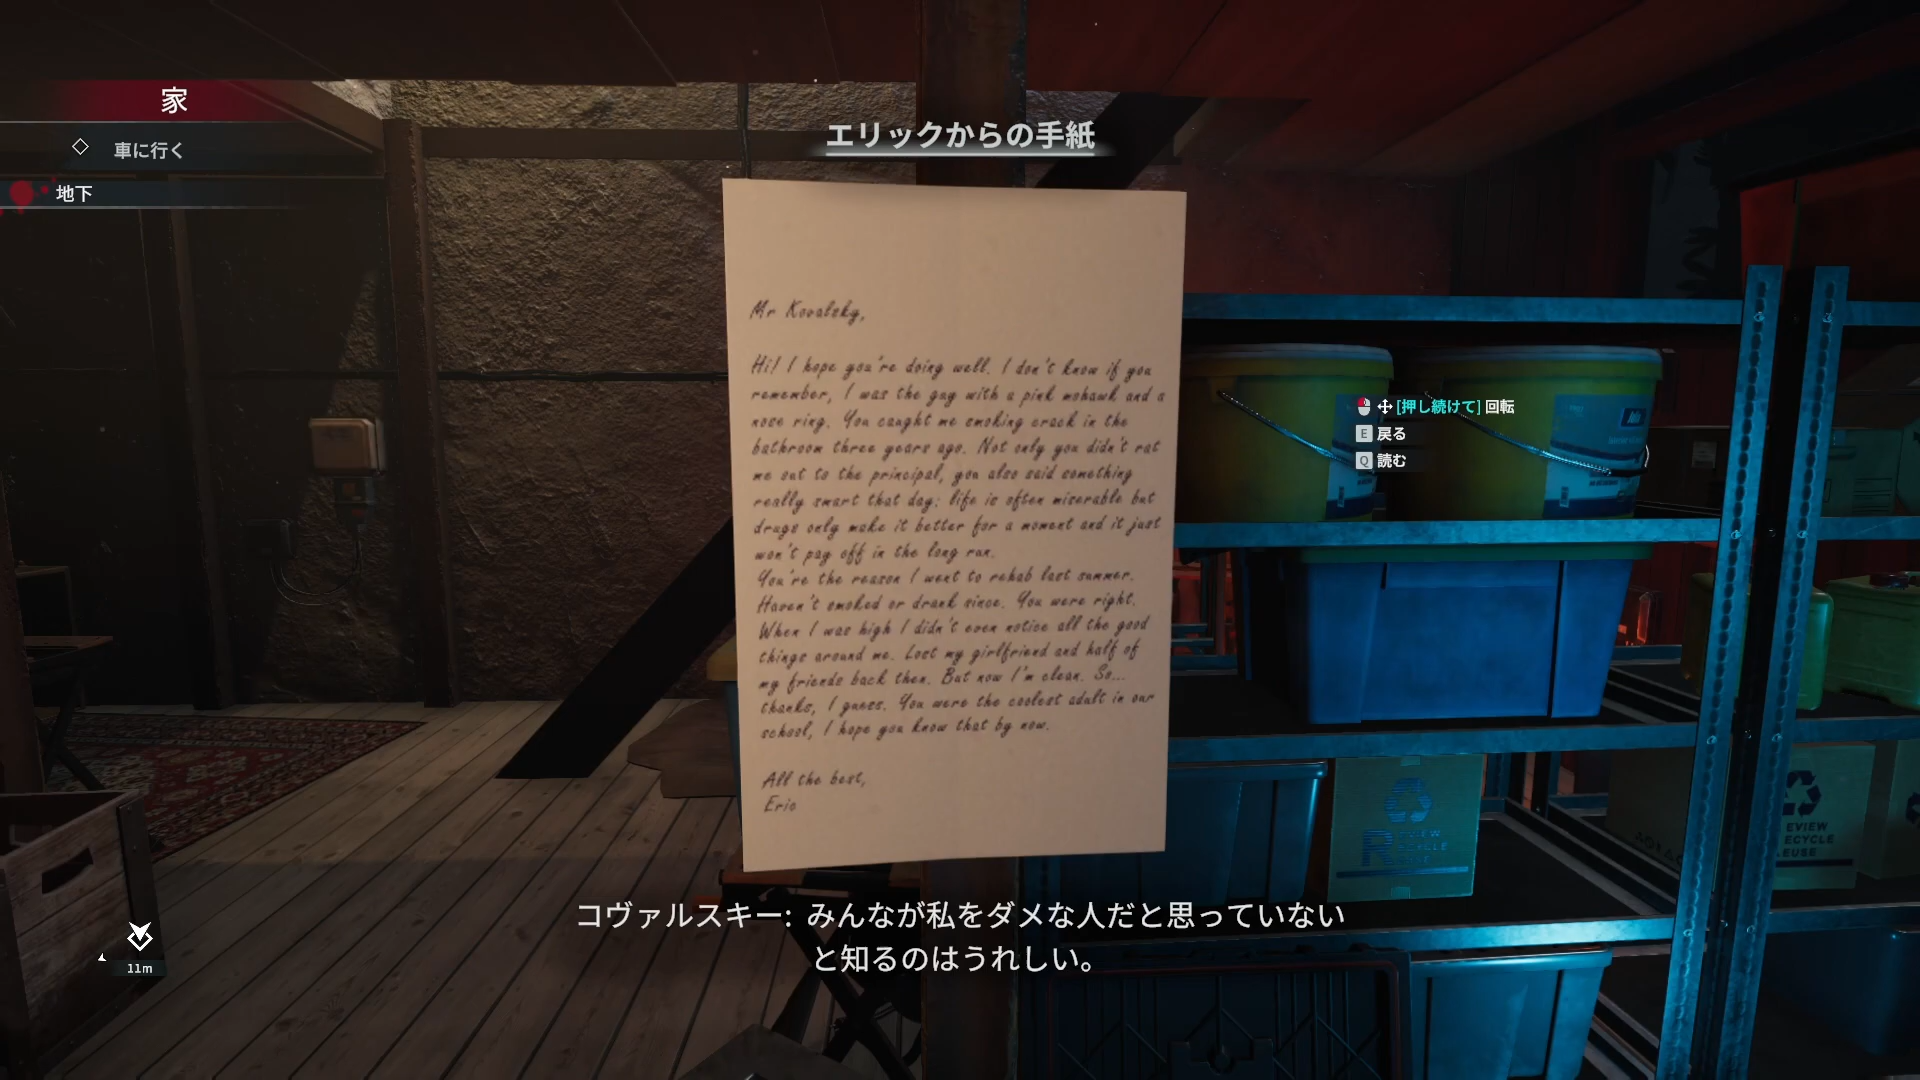 家
車に行く
地下
エリックからの手紙
Mr Kovalsky,
Hi! I hope you're doing well. I don't know if you
remember, I was the guy with a pink mohawk and a
nose ring. You caught me smoking crack in the
bathroom three years ago. Not only you didn't rat
me out to the principal, you also said something
really smart that day: life is often miserable but
drugs only make it better for a moment and it just
won't pay off in the long run.
You're the reason I went to rehab last summer.
Haven't smoked or drank since. You were right.
When I was high I didn't even notice all the good
things around me. Lost my girlfriend and half of
my friends back then. But now I'm clean. So...
thanks, I guess. You were the coolest adult in our
school, I hope you know that by now.
All the best,
Eric
[押し続けて] 回転
E 戻る
Q 読む
REVIEW
RECYCLE
EVIEW
ECYCLE
EUSE
11m
コヴァルスキー: みんなが私をダメな人だと思っていない
と知るのはうれしい。